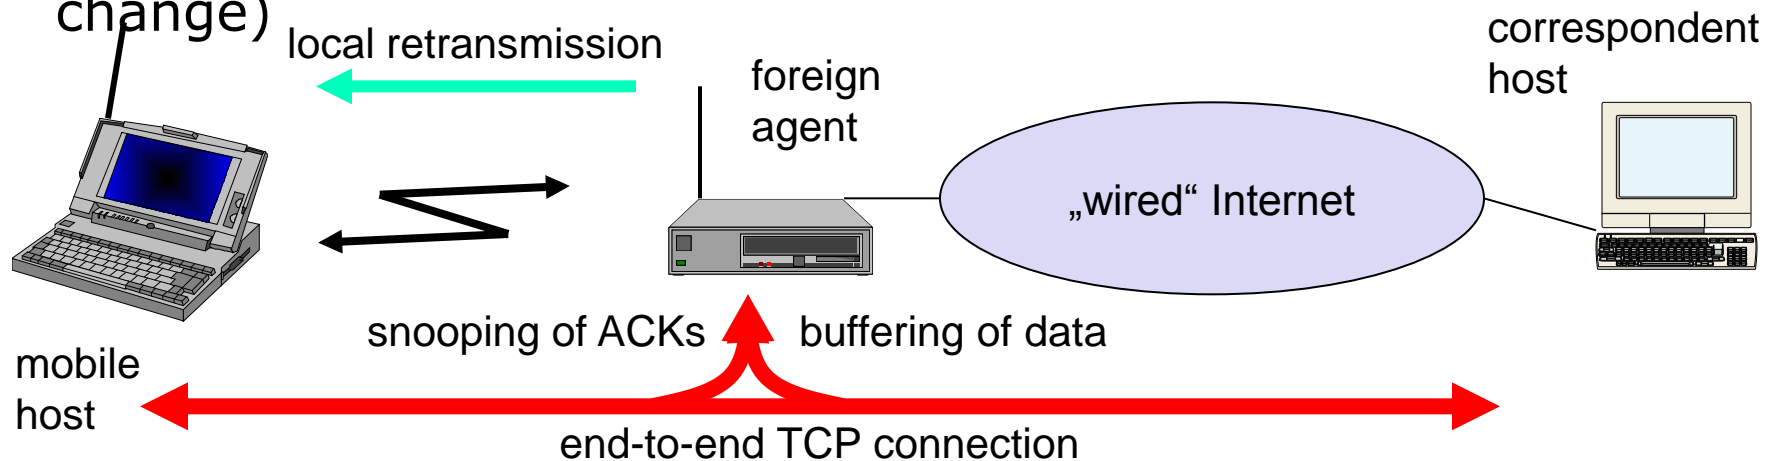 change)
local retransmission
correspondent
host
foreign
agent
„wired“ Internet
snooping of ACKs
buffering of data
mobile
host
end-to-end TCP connection